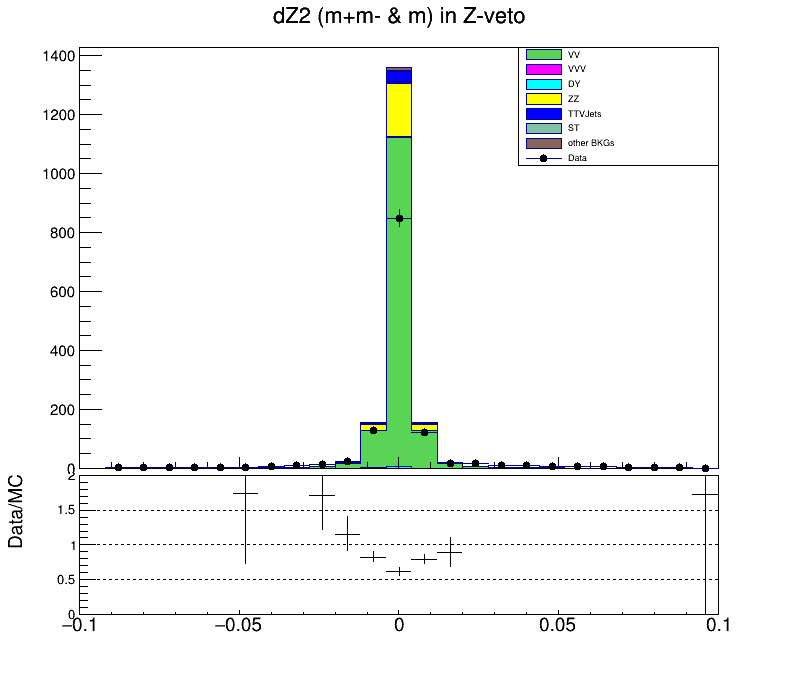 dZ2 (m+m- & m) in Z-veto
1400
1200
1000
800
600
400
200
0
VV
VVV
DY
ZZ
TTVJets
ST
other BKGs
Data
Data/MC
2
1.5
1
0.5
0
−0.1
−0.05
0
0.05
0.1